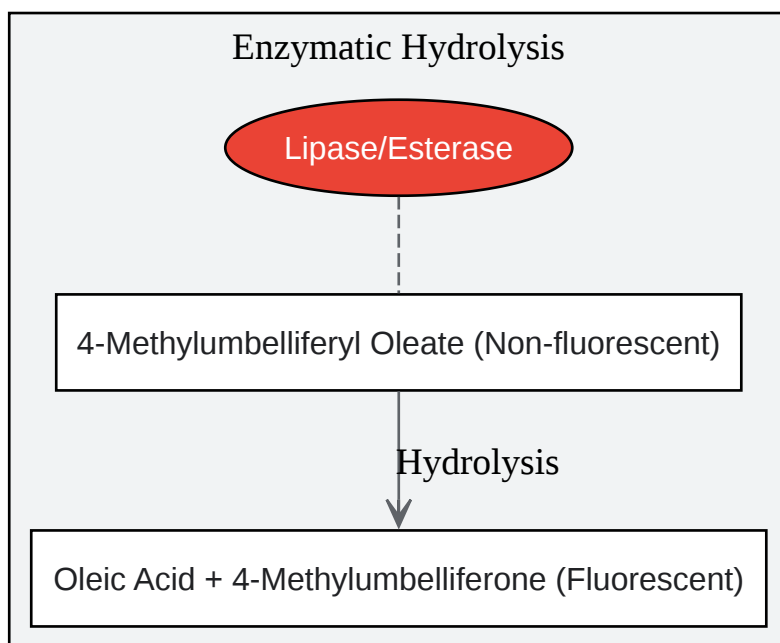 Enzymatic Hydrolysis
Lipase/Esterase
4-Methylumbelliferyl Oleate (Non-fluorescent)
Hydrolysis
Oleic Acid + 4-Methylumbelliferone (Fluorescent)